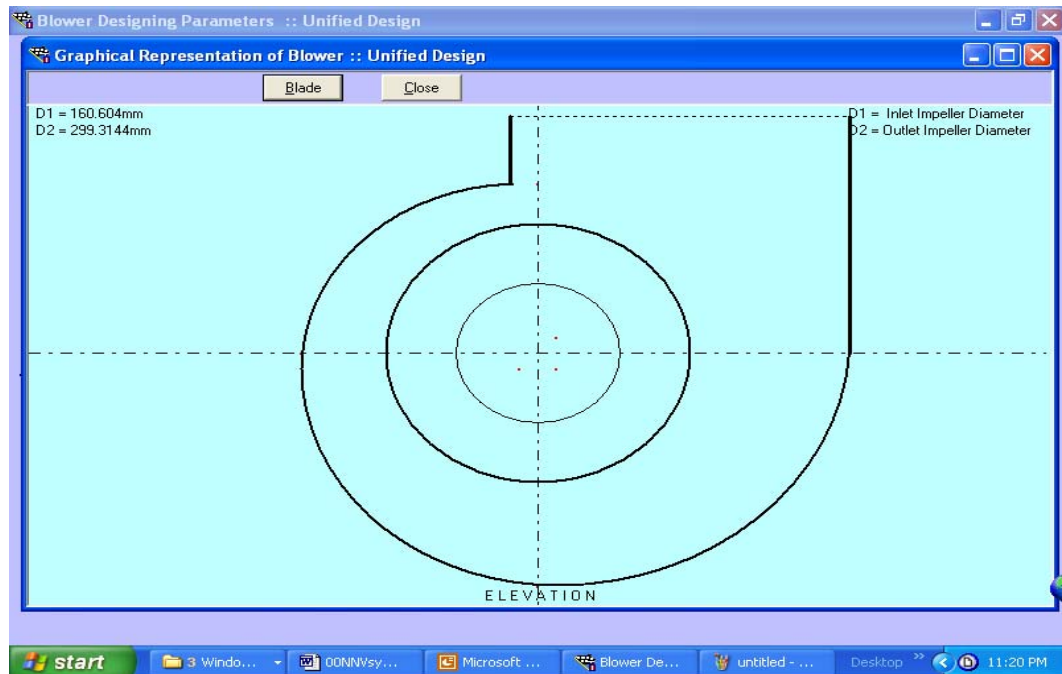 Blower Designing Parameters :: Unified Design
Graphical Representation of Blower :: Unified Design
Blade Close
D1 = 160.604mm
D2 = 299.3144mm
D1 = Inlet Impeller Diameter
D2 = Outlet Impeller Diameter
ELEVATION
start 3 Windo... 00NNVsy... Microsoft ... Blower De... untitled - ... Desktop » 11:20 PM